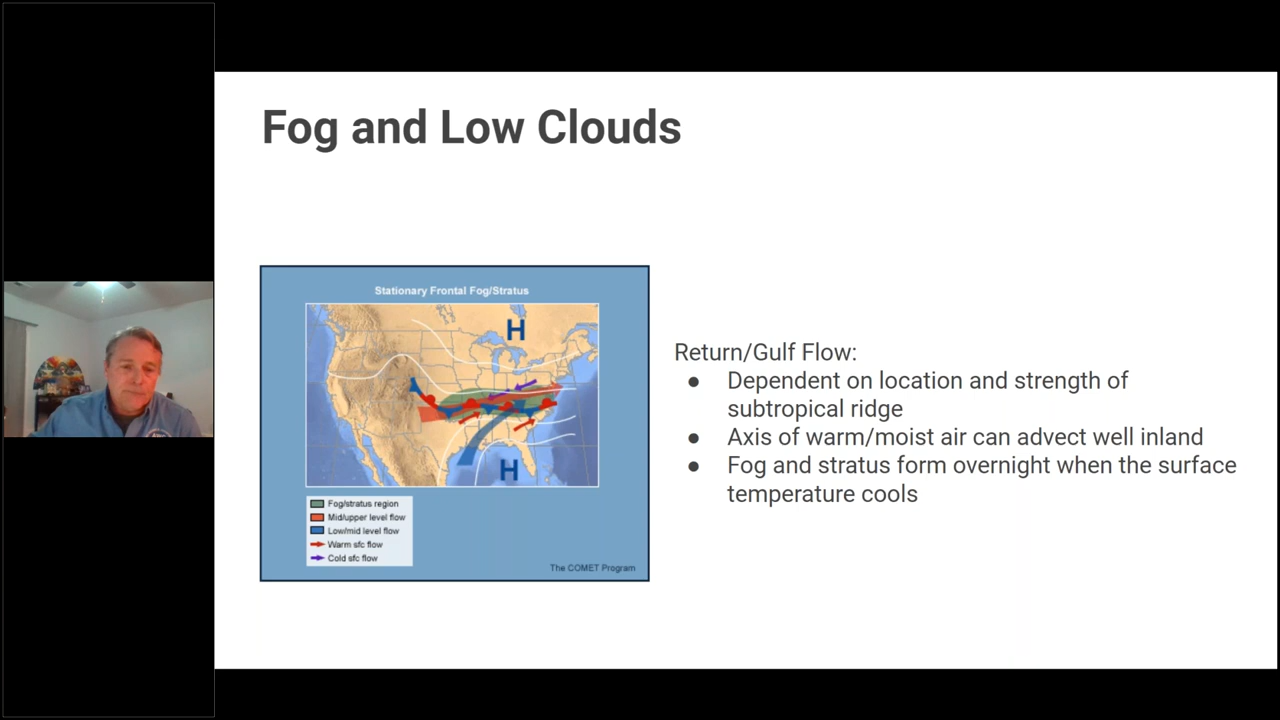 Fog and Low Clouds
Stationary Frontal Fog/Stratus
H
H
Fog/stratus region
Mid/upper level flow
Low/mid level flow
Warm sfc flow
Cold sfc flow
The COMET Program
Return/Gulf Flow:
● Dependent on location and strength of
subtropical ridge
● Axis of warm/moist air can advect well inland
● Fog and stratus form overnight when the surface
temperature cools